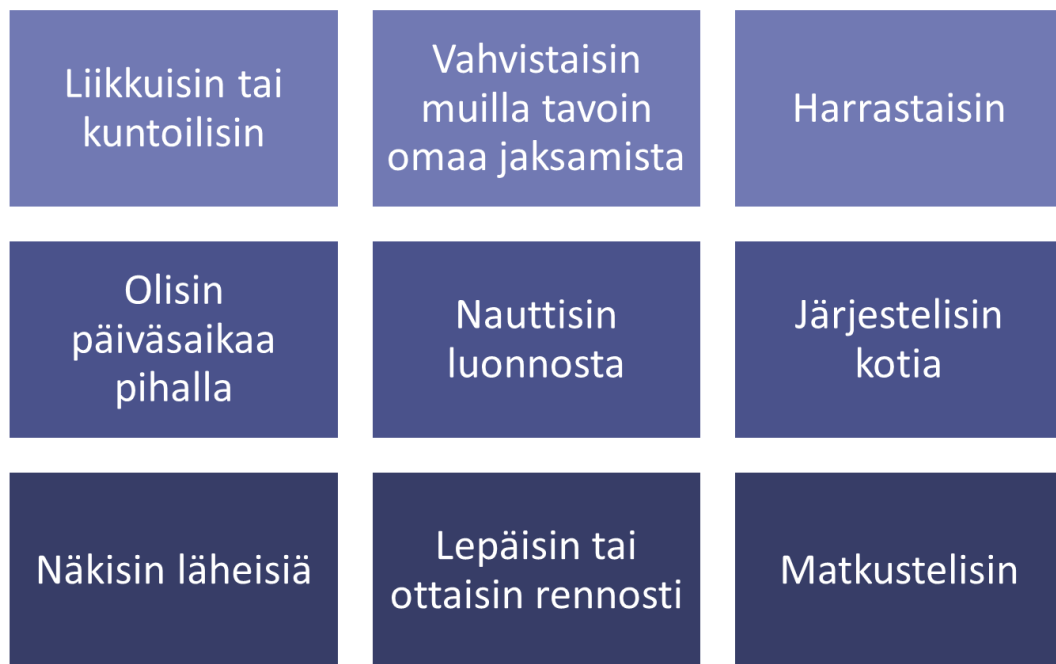 Liikkuisin tai
kuntoilisin
Vahvistaisin
muilla tavoin
omaa jaksamista
Harrastaisin
Olisin
päiväsaikaa
pihalla
Nauttisin
luonnosta
Järjestelisin
kotia
Näkisin läheisiä
Lepäisin tai
ottaisin rennosti
Matkustelisin